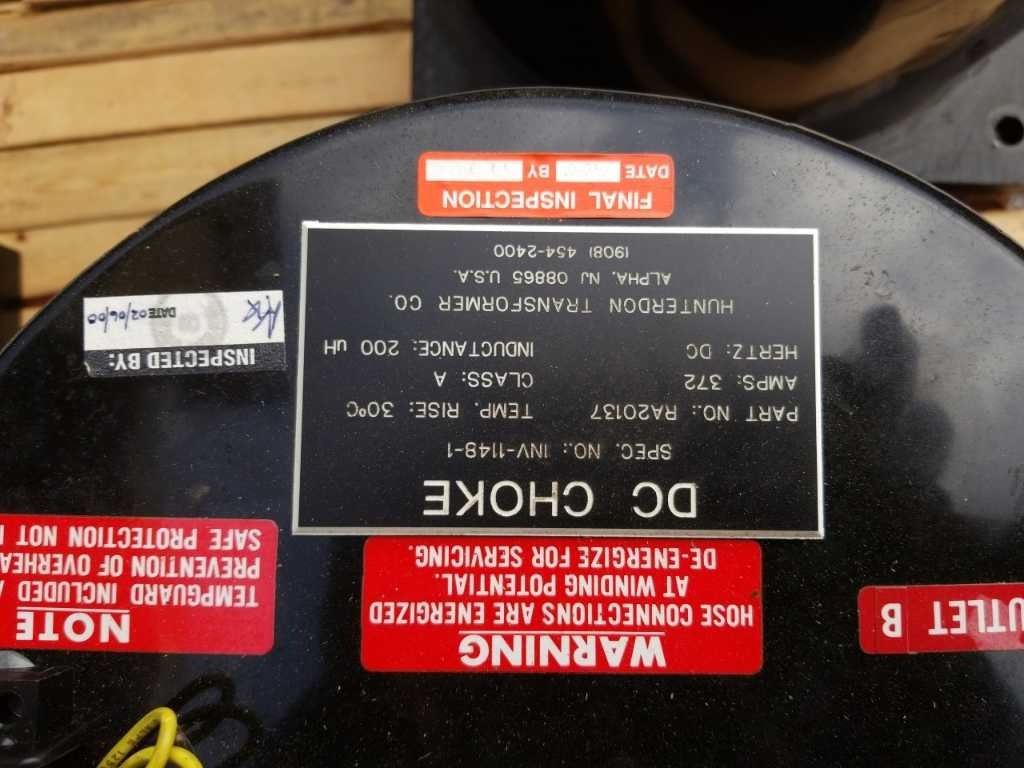 WARNING
HOSE CONNECTIONS ARE ENERGIZED
AT WINDING POTENTIAL.
DE-ENERGIZE FOR SERVICING.
DC CHOKE
SPEC. NO.: INV-1148-1
PART NO.: RA20137 TEMP. RISE: 30°C
AMPS: 372 CLASS: A
HERTZ: DC INDUCTANCE: 200 uH
HUNTERDON TRANSFORMER CO.
ALPHA, NJ 08865 U.S.A.
(908) 454-2400
FINAL INSPECTION
DATE BY
UTLET B
NOTE
TEMPGUARD INCLUDED
PREVENTION OF OVERHEA
SAFE PROTECTION NOT
INSPECTED BY:
DATE 02/06/00